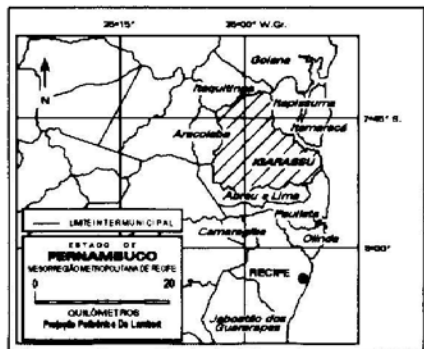 35°15' 35°00' W.Gr.
Goiana
Itaquitinga
Itapissuma
N
7°45' S.
Itamaracá
Aracoiaba
IGARASSU
Abreu e Lima
LIMITE INTERMUNICIPAL
Paulista
Camaragibe
Olinda
ESTADO DE
PERNAMBUCO
8°00'
MESORREGIÃO METROPOLITANA DE RECIFE
RECIFE
0 20
QUILÔMETROS
Jaboatão dos
Guararapes
Projeção Policônica De Lambert